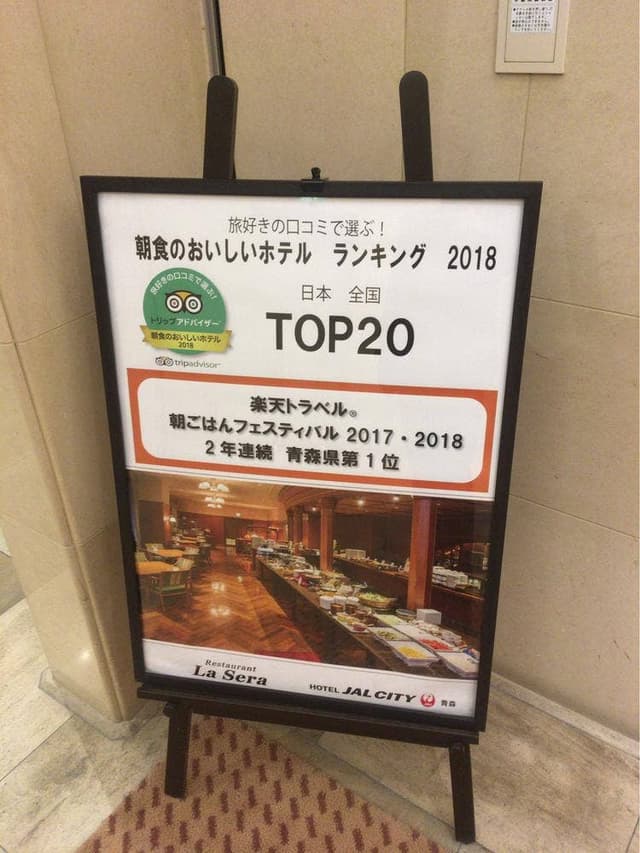 旅好きの口コミで選ぶ！
朝食のおいしいホテル ランキング 2018
旅好きの口コミで選ぶ!
トリップアドバイザー
朝食のおいしいホテル
2018
tripadvisor
日本 全国
TOP20
楽天トラベル®
朝ごはんフェスティバル 2017・2018
2年連続 青森県第1位
Restaurant
La Sera
HOTEL JAL CITY 青森